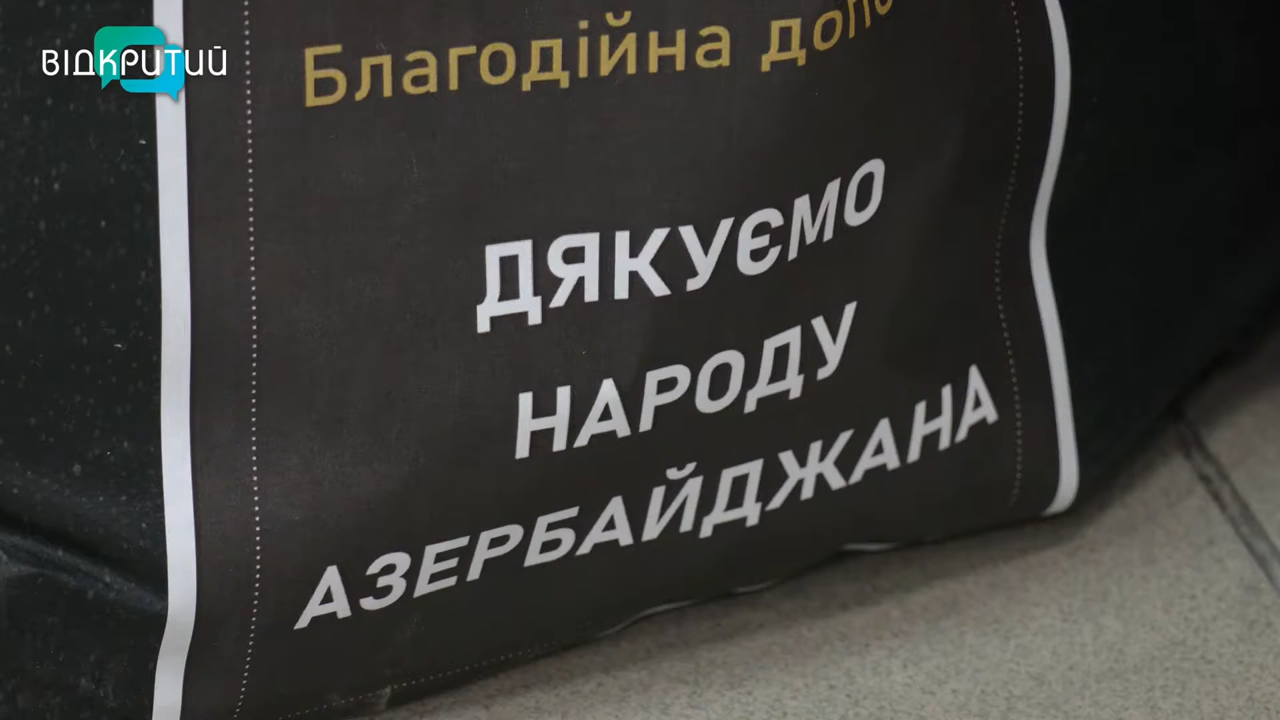 ВІДКРИТИЙ
Благодійна
ДЯКУЄМО
НАРОДУ
АЗЕРБАЙДЖАНА